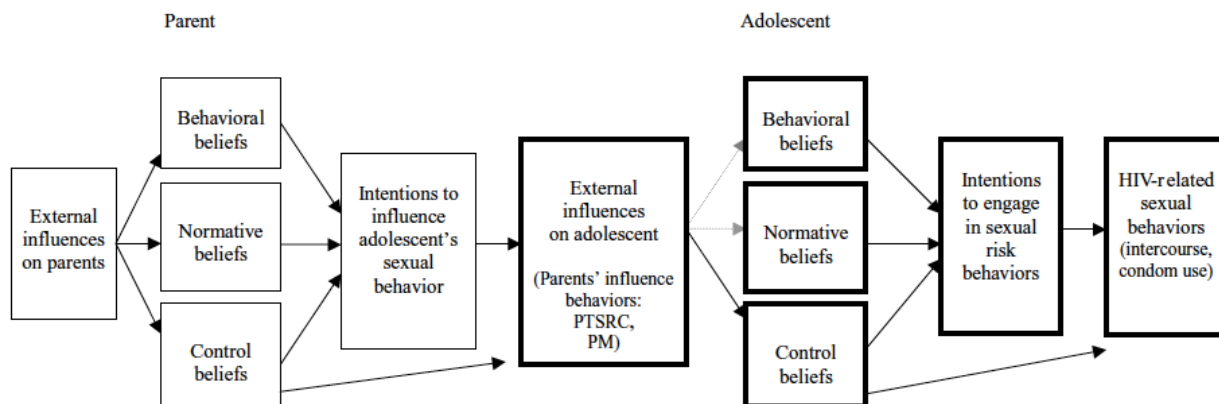 Parent
Adolescent
External
influences
on parents
Behavioral
beliefs
Normative
beliefs
Control
beliefs
Intentions to
influence
adolescent's
sexual
behavior
External
influences
on adolescent
(Parents' influence
behaviors:
PTSRC,
PM)
Behavioral
beliefs
Normative
beliefs
Control
beliefs
Intentions
to engage
in sexual
risk
behaviors
HIV-related
sexual
behaviors
(intercourse,
condom use)